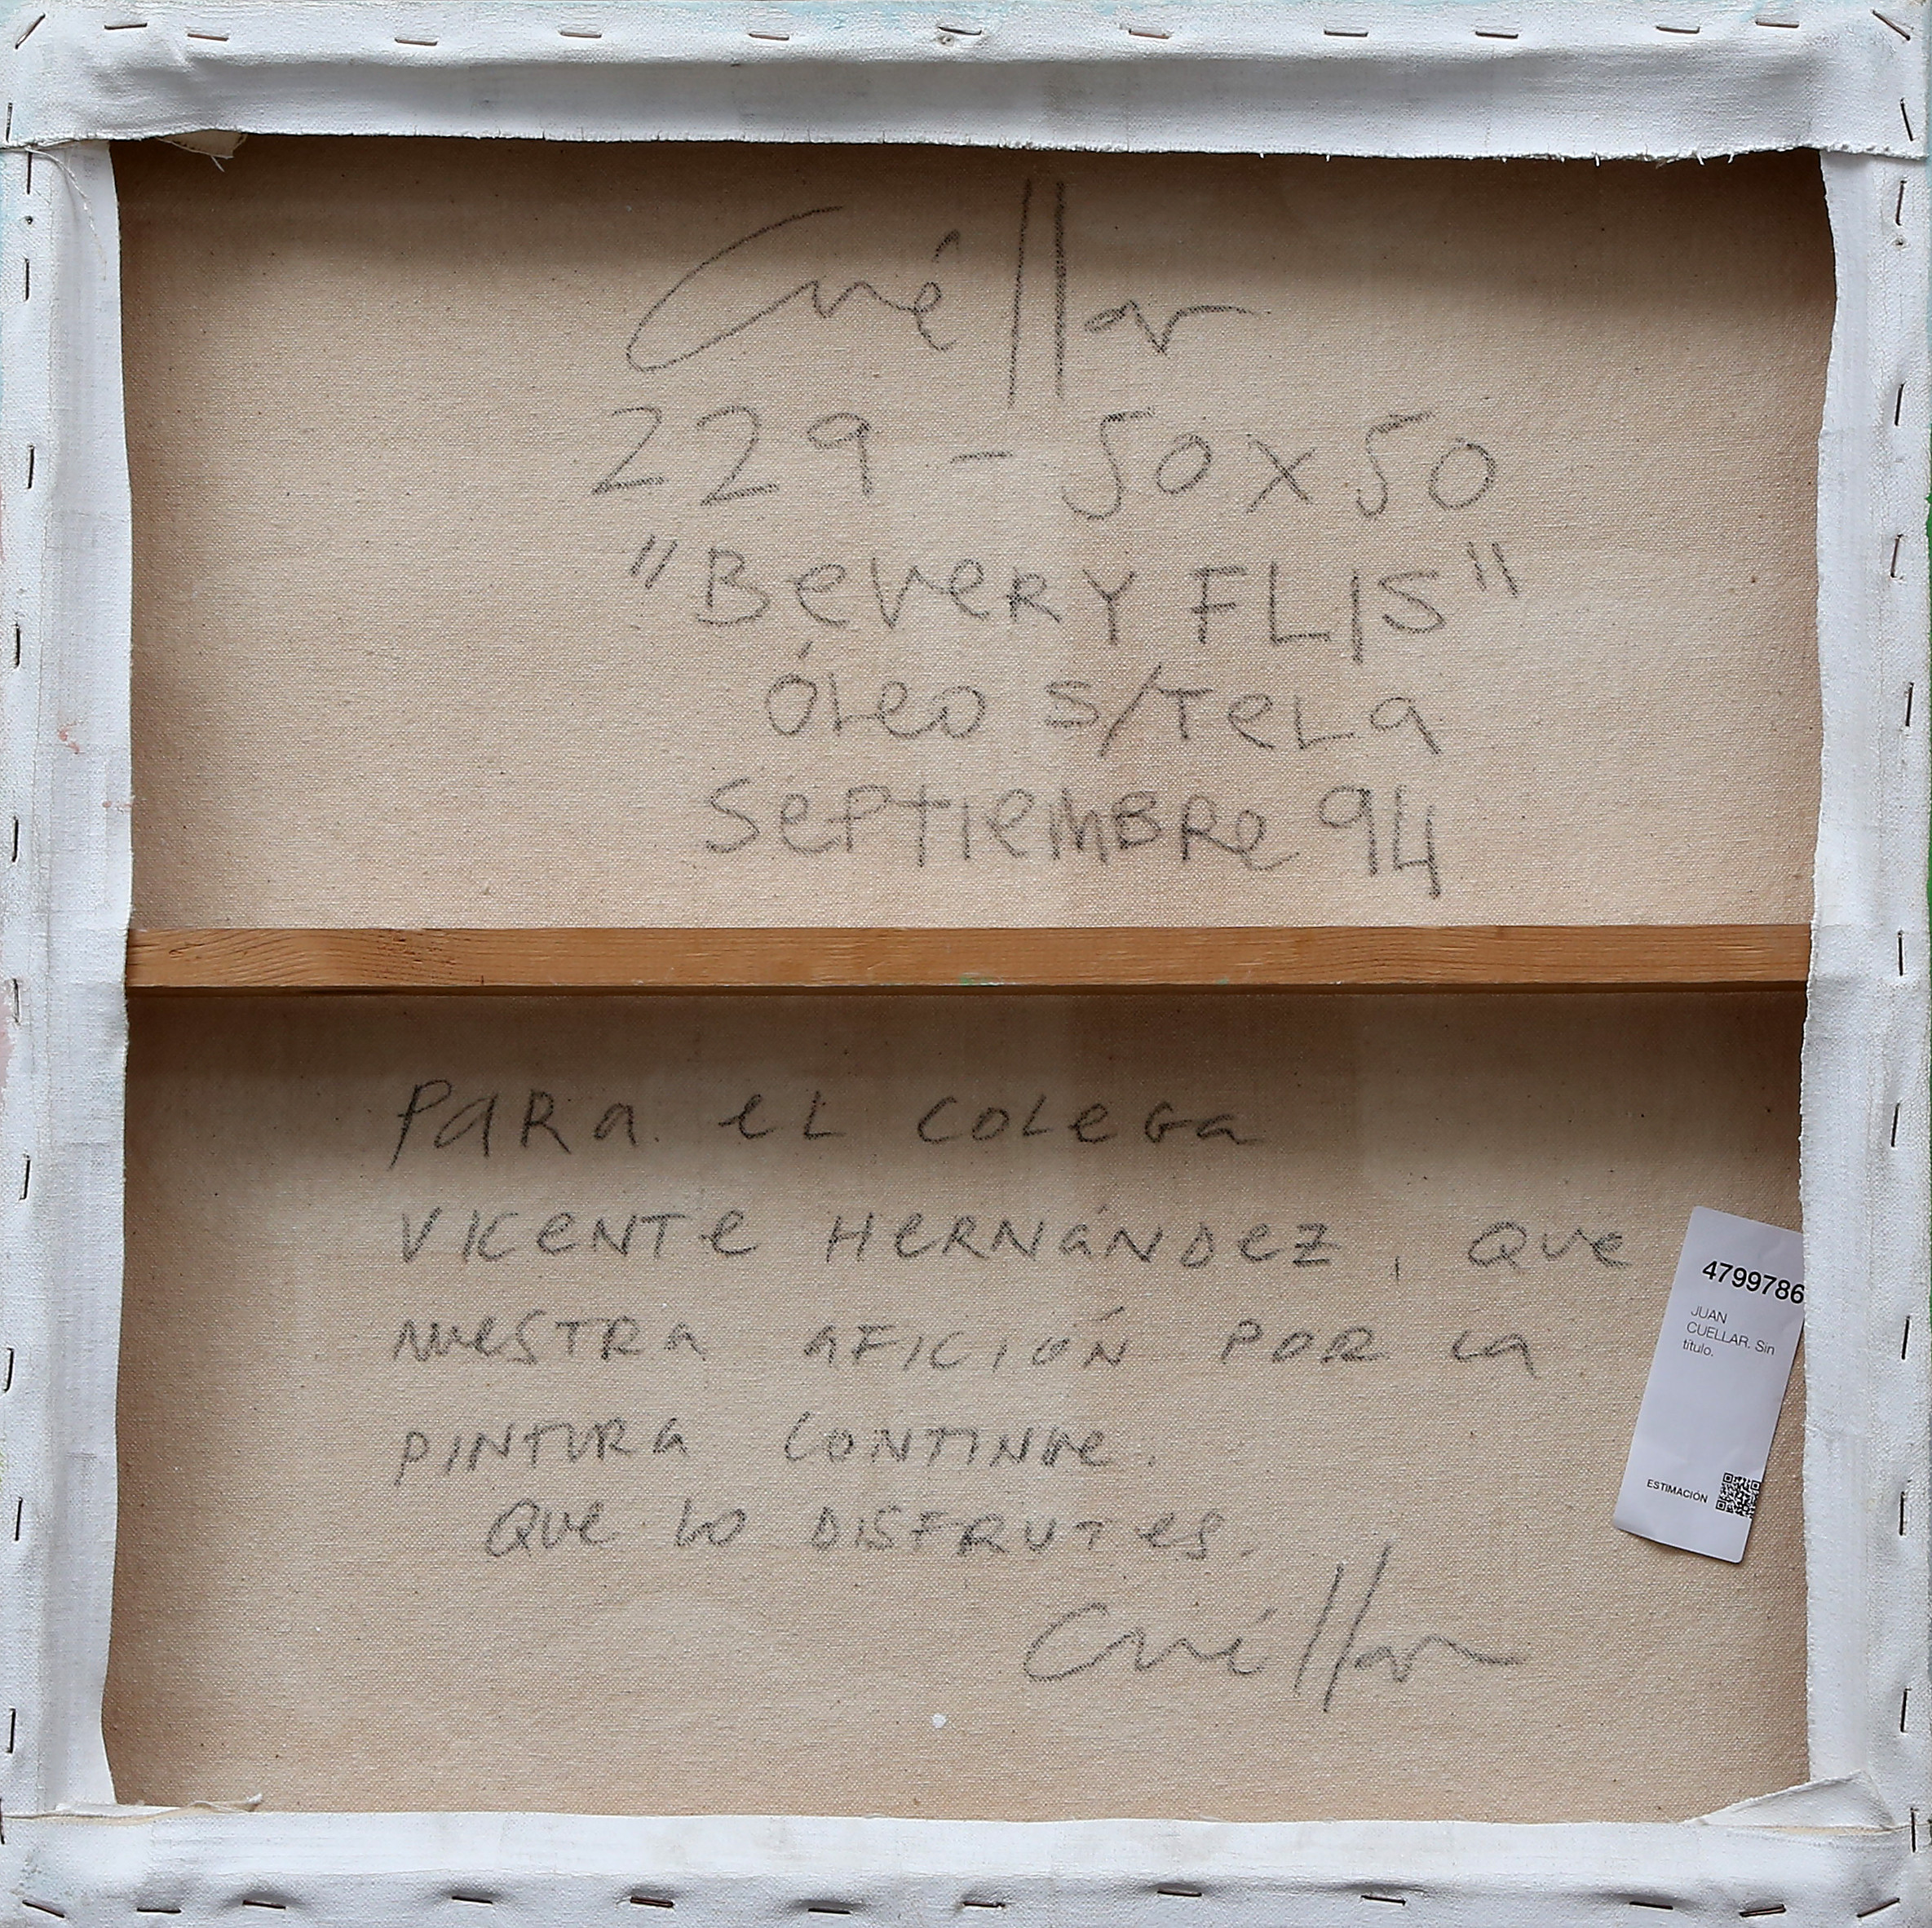 Cuéllar
229 - 50x50
"BeveRY FLIS"
ÓLeo s/TeLa
SePtieMBRe 94
PaRa eL COLeGa
VICeNTe HeRNáNDeZ, QUe
NUeSTRa AFICIÓN POR La
PINTURa CONTINUe.
QUe Lo DISFRUTes.
Cuéllar
4799786
JUAN
CUELLAR. Sin
título.
ESTIMACIÓN